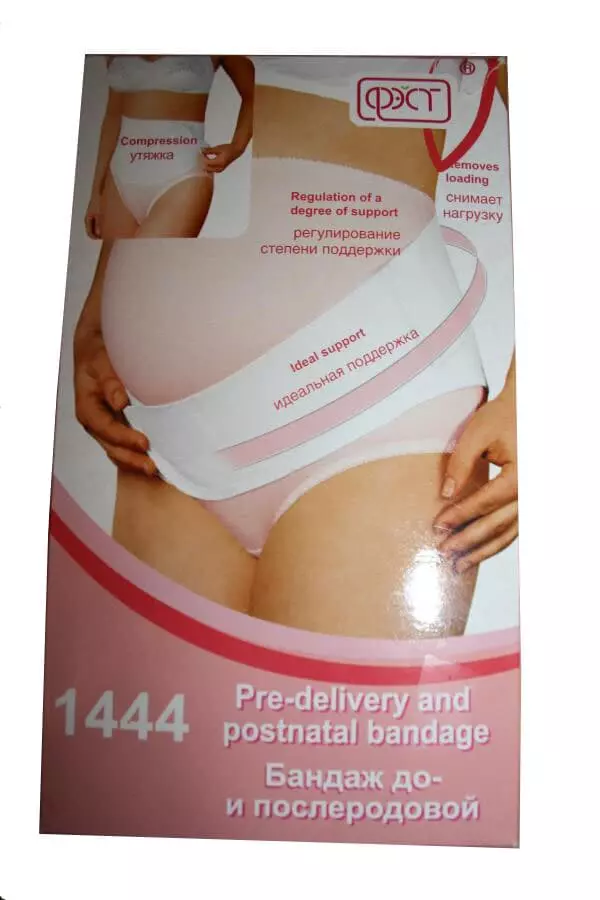 ФЭСТ
®
Compression
утяжка
Removes
loading
снимает
нагрузку
Regulation of a
degree of support
регулирование
степени поддержки
Ideal support
идеальная поддержка
1444
Pre-delivery and
postnatal bandage
Бандаж до-
и послеродовой